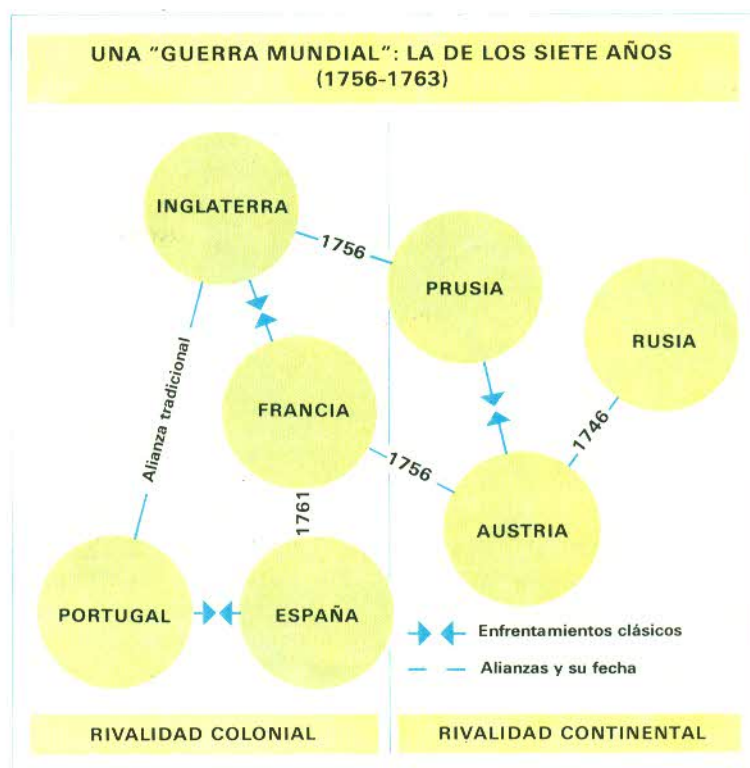 UNA "GUERRA MUNDIAL": LA DE LOS SIETE AÑOS
(1756-1763)
INGLATERRA
1756
PRUSIA
RUSIA
Alianza tradicional
FRANCIA
1756
1746
1761
AUSTRIA
PORTUGAL
ESPAÑA
Enfrentamientos clásicos
Alianzas y su fecha
RIVALIDAD COLONIAL
RIVALIDAD CONTINENTAL